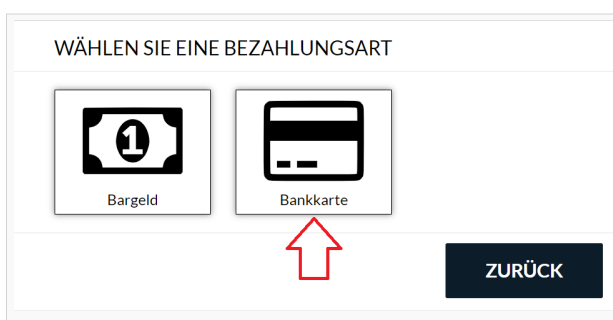 WÄHLEN SIE EINE BEZAHLUNGSART
1
Bargeld
Bankkarte
ZURÜCK